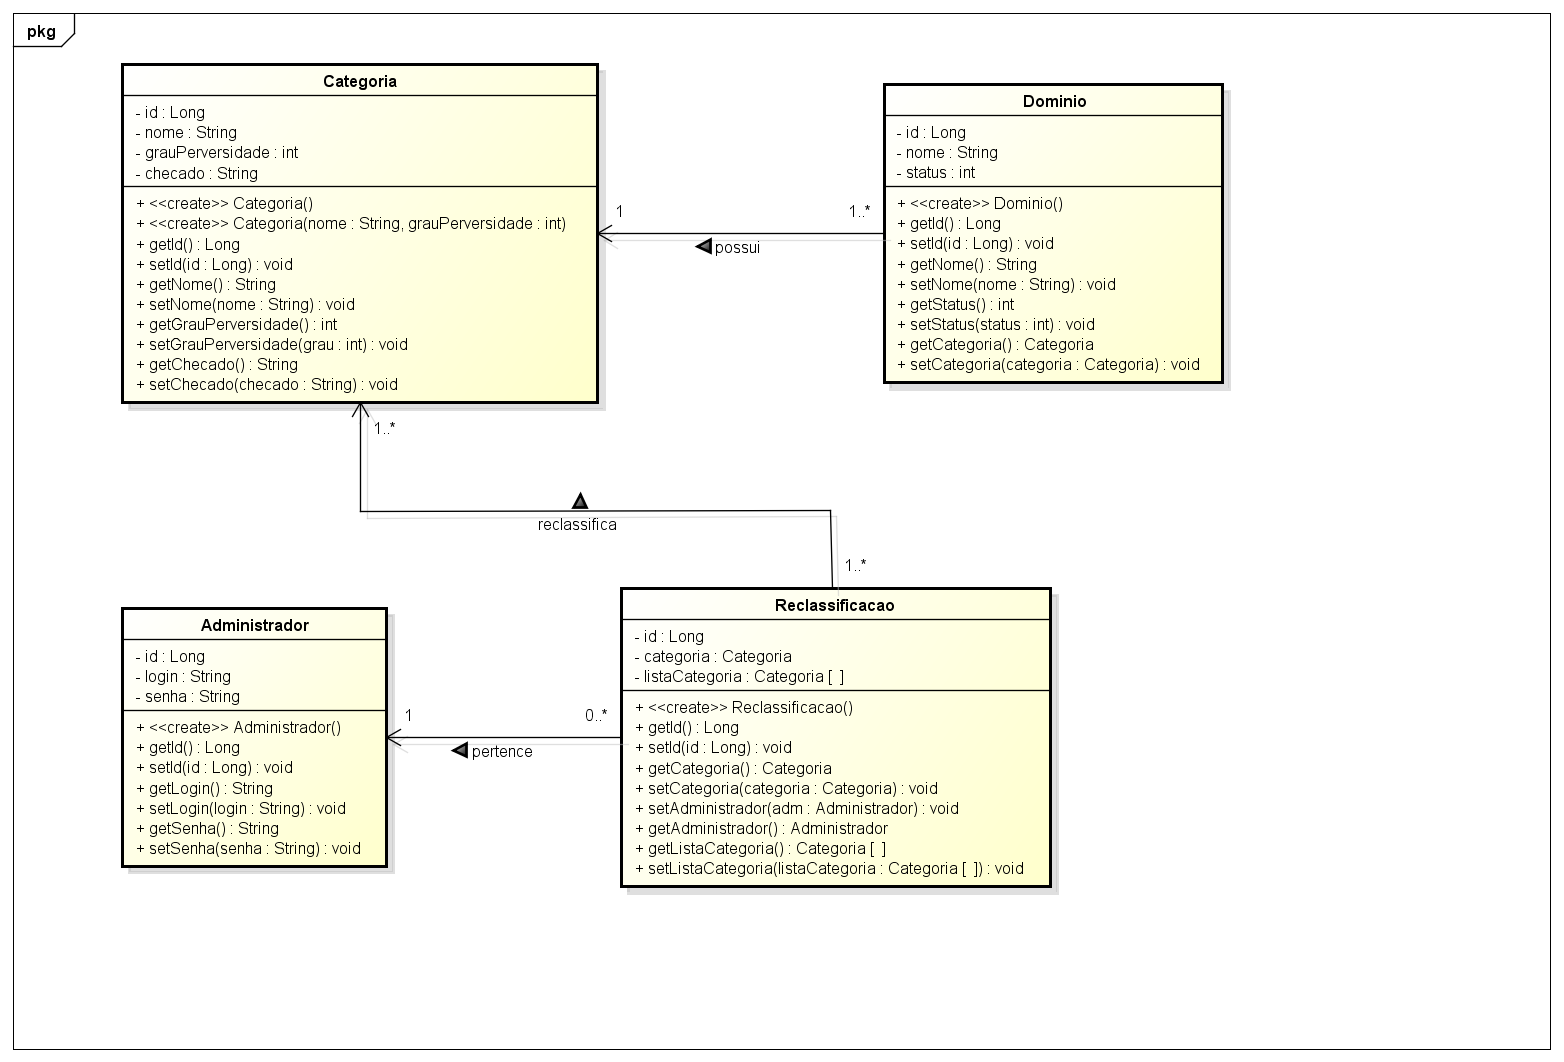 pkg
Categoria
- id : Long
- nome : String
- grauPerversidade : int
- checado : String
+ <<create>> Categoria()
+ <<create>> Categoria(nome : String, grauPerversidade : int)
+ getId() : Long
+ setId(id : Long) : void
+ getNome() : String
+ setNome(nome : String) : void
+ getGrauPerversidade() : int
+ setGrauPerversidade(grau : int) : void
+ getChecado() : String
+ setChecado(checado : String) : void
1
1..*
possui
Dominio
- id : Long
- nome : String
- status : int
+ <<create>> Dominio()
+ getId() : Long
+ setId(id : Long) : void
+ getNome() : String
+ setNome(nome : String) : void
+ getStatus() : int
+ setStatus(status : int) : void
+ getCategoria() : Categoria
+ setCategoria(categoria : Categoria) : void
1..*
reclassifica
1..*
Administrador
- id : Long
- login : String
- senha : String
+ <<create>> Administrador()
+ getId() : Long
+ setId(id : Long) : void
+ getLogin() : String
+ setLogin(login : String) : void
+ getSenha() : String
+ setSenha(senha : String) : void
1
0..*
pertence
Reclassificacao
- id : Long
- categoria : Categoria
- listaCategoria : Categoria [ ]
+ <<create>> Reclassificacao()
+ getId() : Long
+ setId(id : Long) : void
+ getCategoria() : Categoria
+ setCategoria(categoria : Categoria) : void
+ setAdministrador(adm : Administrador) : void
+ getAdministrador() : Administrador
+ getListaCategoria() : Categoria [ ]
+ setListaCategoria(listaCategoria : Categoria [ ]) : void